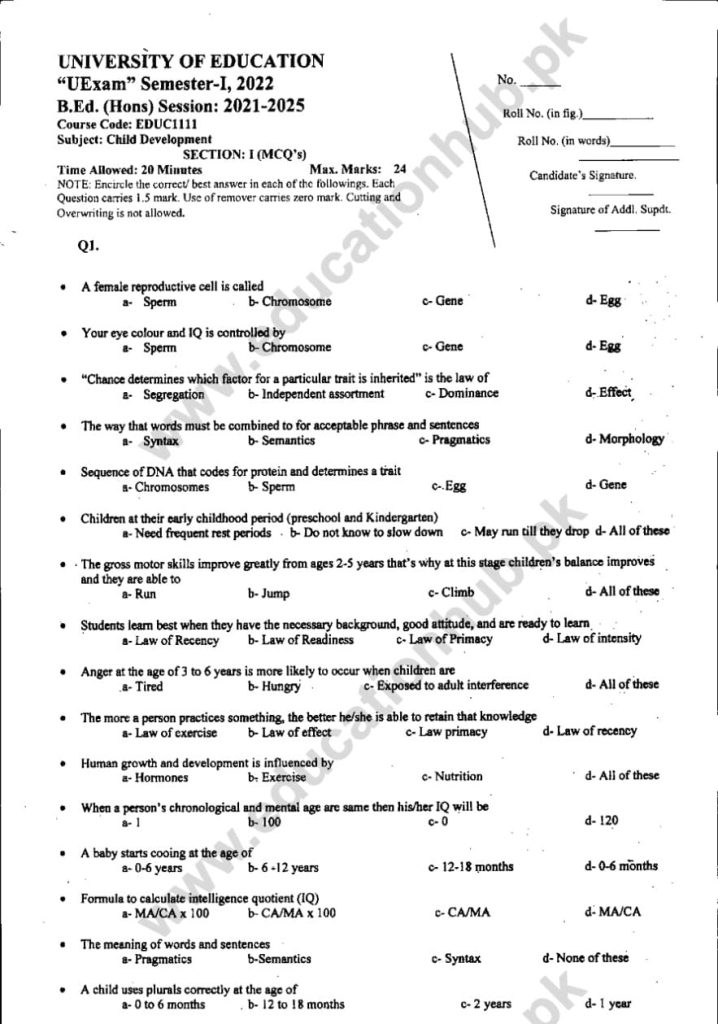 UNIVERSITY OF EDUCATION
“UExam” Semester-I, 2022
B.Ed. (Hons) Session: 2021-2025
Course Code: EDUC1111
Subject: Child Development
SECTION: I (MCQ’s)
Time Allowed: 20 Minutes Max. Marks: 24
NOTE: Encircle the correct/ best answer in each of the followings. Each
Question carries 1.5 mark. Use of remover carries zero mark. Cutting and
Overwriting is not allowed.
No. ______
Roll No. (in fig.)__________
Roll No. (in words)__________
Candidate’s Signature.
__________
Signature of Addl. Supdt.
__________
Q1.
• A female reproductive cell is called
a- Sperm b- Chromosome c- Gene d- Egg
• Your eye colour and IQ is controlled by
a- Sperm b- Chromosome c- Gene d- Egg
• “Chance determines which factor for a particular trait is inherited” is the law of
a- Segregation b- Independent assortment c- Dominance d- Effect
• The way that words must be combined to for acceptable phrase and sentences
a- Syntax b- Semantics c- Pragmatics d- Morphology
• Sequence of DNA that codes for protein and determines a trait
a- Chromosomes b- Sperm c- Egg d- Gene
• Children at their early childhood period (preschool and Kindergarten)
a- Need frequent rest periods b- Do not know to slow down c- May run till they drop d- All of these
• The gross motor skills improve greatly from ages 2-5 years that’s why at this stage children’s balance improves
and they are able to
a- Run b- Jump c- Climb d- All of these
• Students learn best when they have the necessary background, good attitude, and are ready to learn
a- Law of Recency b- Law of Readiness c- Law of Primacy d- Law of intensity
• Anger at the age of 3 to 6 years is more likely to occur when children are
a- Tired b- Hungry c- Exposed to adult interference d- All of these
• The more a person practices something, the better he/she is able to retain that knowledge
a- Law of exercise b- Law of effect c- Law primacy d- Law of recency
• Human growth and development is influenced by
a- Hormones b- Exercise c- Nutrition d- All of these
• When a person’s chronological and mental age are same then his/her IQ will be
a- 1 b- 100 c- 0 d- 120
• A baby starts cooing at the age of
a- 0-6 years b- 6 -12 years c- 12-18 months d- 0-6 months
• Formula to calculate intelligence quotient (IQ)
a- MA/CA x 100 b- CA/MA x 100 c- CA/MA d- MA/CA
• The meaning of words and sentences
a- Pragmatics b-Semantics c- Syntax d- None of these
• A child uses plurals correctly at the age of
a- 0 to 6 months b- 12 to 18 months c- 2 years d- 1 year
www.educationhub.pk
www.educationhub.pk